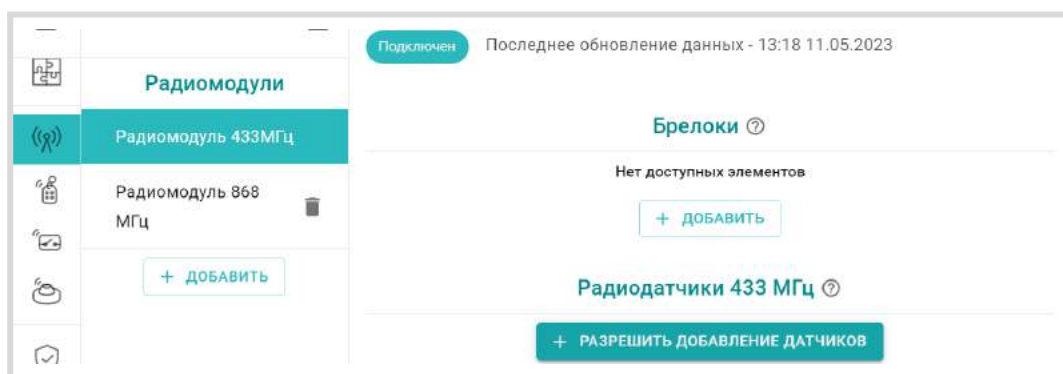 Подключен
Последнее обновление данных - 13:18 11.05.2023
Радиомодули
Радиомодуль 433МГц
Радиомодуль 868
МГц
+ ДОБАВИТЬ
Брелоки ?
Нет доступных элементов
+ ДОБАВИТЬ
Радиодатчики 433 МГц ?
+ РАЗРЕШИТЬ ДОБАВЛЕНИЕ ДАТЧИКОВ